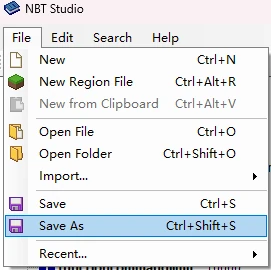 NBT Studio
File Edit Search Help
New Ctrl+N
New Region File Ctrl+Alt+R
New from Clipboard Ctrl+Alt+V
Open File Ctrl+O
Open Folder Ctrl+Shift+O
Import...
Save Ctrl+S
Save As Ctrl+Shift+S
Recent...